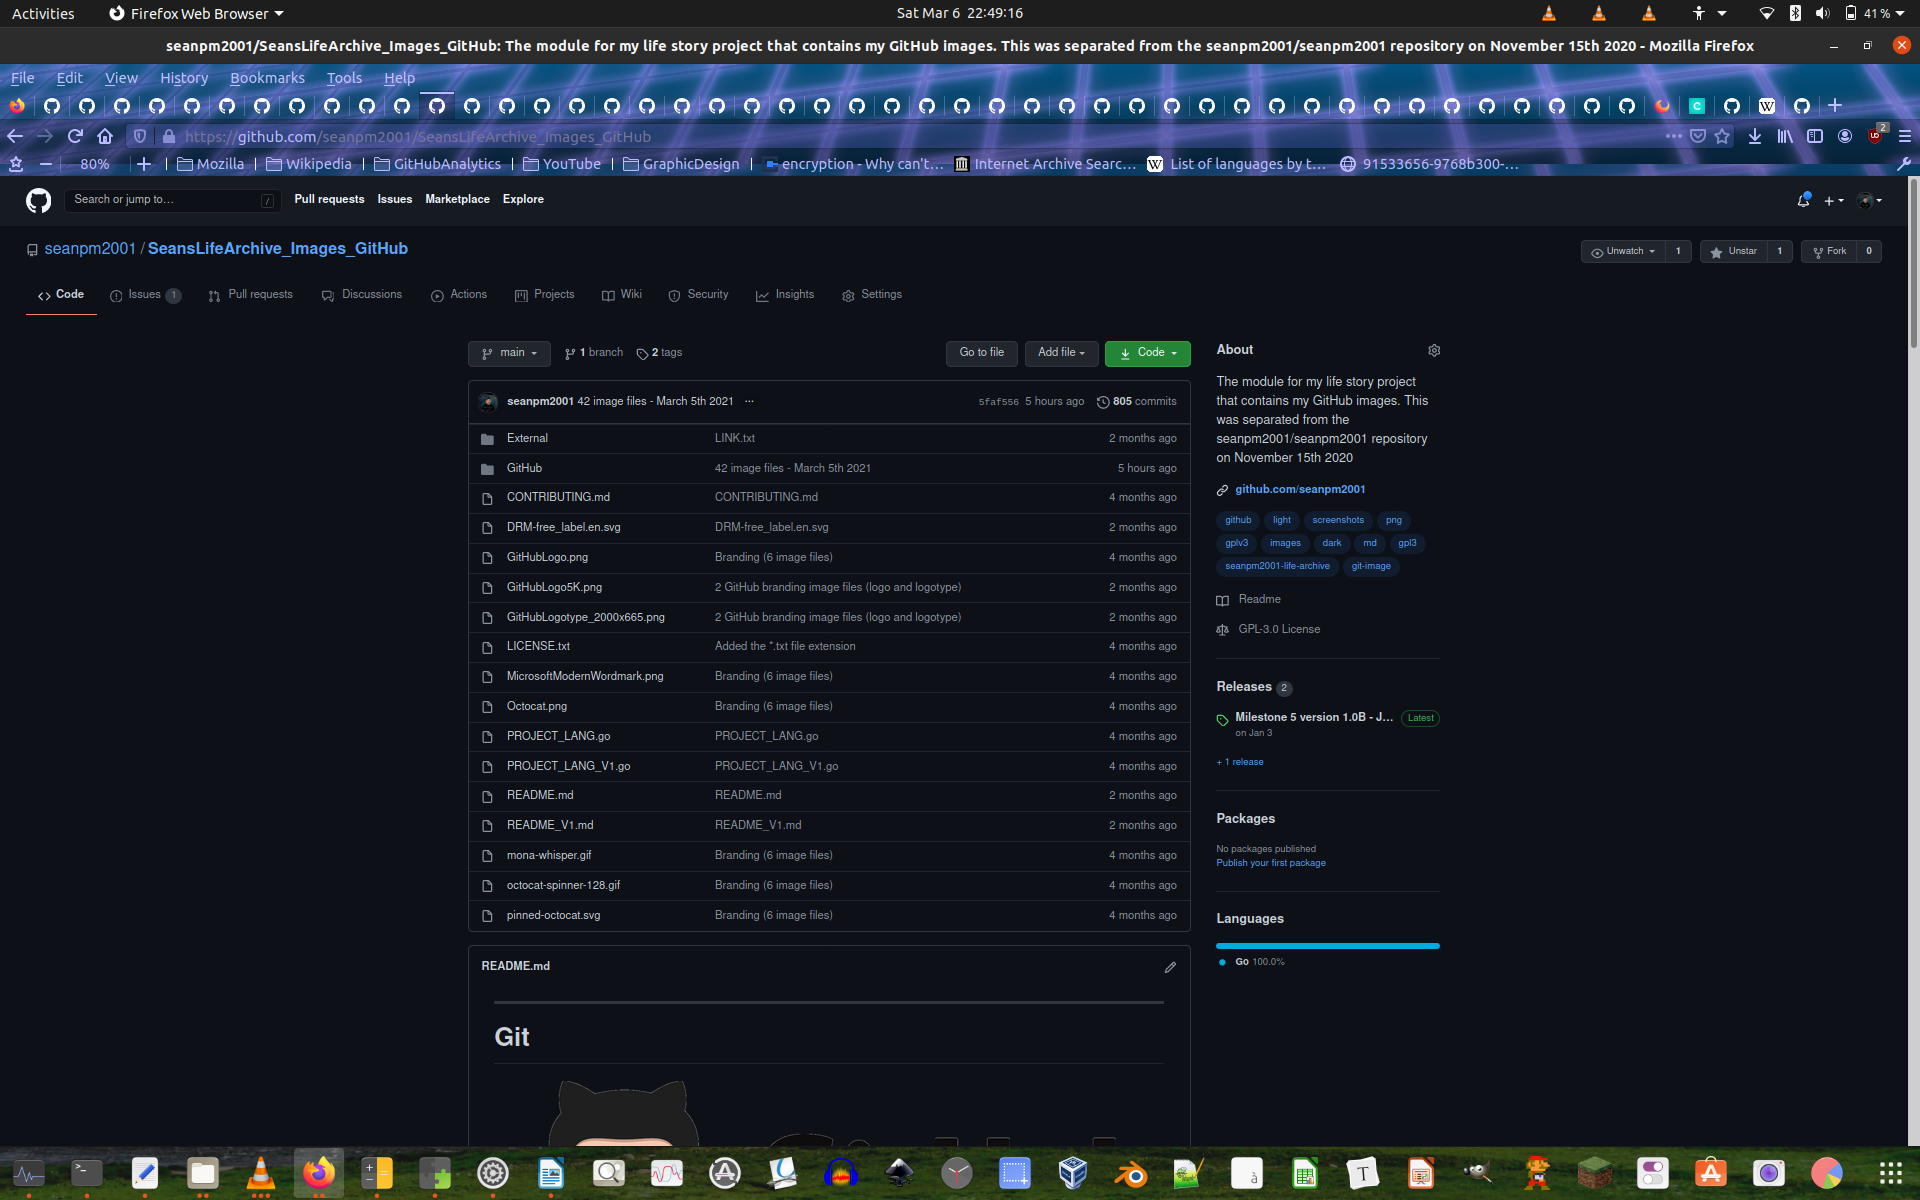 Activities Firefox Web Browser Sat Mar 6 22:49:16 41 %
seanpm2001/SeansLifeArchive_Images_GitHub: The module for my life story project that contains my GitHub images. This was separated from the seanpm2001/seanpm2001 repository on November 15th 2020 - Mozilla Firefox
File Edit View History Bookmarks Tools Help
https://github.com/seanpm2001/SeansLifeArchive_Images_GitHub 2
80% Mozilla Wikipedia GitHubAnalytics YouTube GraphicDesign encryption - Why can't… Internet Archive Searc… List of languages by t… 91533656-9768b300-…
Search or jump to… / Pull requests Issues Marketplace Explore
seanpm2001 / SeansLifeArchive_Images_GitHub Unwatch 1 Unstar 1 Fork 0
Code Issues 1 Pull requests Discussions Actions Projects Wiki Security Insights Settings
main 1 branch 2 tags Go to file Add file Code
seanpm2001 42 image files - March 5th 2021 ... 5faf556 5 hours ago 805 commits
External LINK.txt 2 months ago
GitHub 42 image files - March 5th 2021 5 hours ago
CONTRIBUTING.md CONTRIBUTING.md 4 months ago
DRM-free_label.en.svg DRM-free_label.en.svg 2 months ago
GitHubLogo.png Branding (6 image files) 4 months ago
GitHubLogo5K.png 2 GitHub branding image files (logo and logotype) 2 months ago
GitHubLogotype_2000x665.png 2 GitHub branding image files (logo and logotype) 2 months ago
LICENSE.txt Added the *.txt file extension 4 months ago
MicrosoftModernWordmark.png Branding (6 image files) 4 months ago
Octocat.png Branding (6 image files) 4 months ago
PROJECT_LANG.go PROJECT_LANG.go 4 months ago
PROJECT_LANG_V1.go PROJECT_LANG_V1.go 4 months ago
README.md README.md 2 months ago
README_V1.md README_V1.md 2 months ago
mona-whisper.gif Branding (6 image files) 4 months ago
octocat-spinner-128.gif Branding (6 image files) 4 months ago
pinned-octocat.svg Branding (6 image files) 4 months ago
README.md
Git
About
The module for my life story project
that contains my GitHub images. This
was separated from the
seanpm2001/seanpm2001 repository
on November 15th 2020
github.com/seanpm2001
github light screenshots png
gplv3 images dark md gpl3
seanpm2001-life-archive git-image
Readme
GPL-3.0 License
Releases 2
Milestone 5 version 1.0B - J... Latest
on Jan 3
+ 1 release
Packages
No packages published
Publish your first package
Languages
Go 100.0%